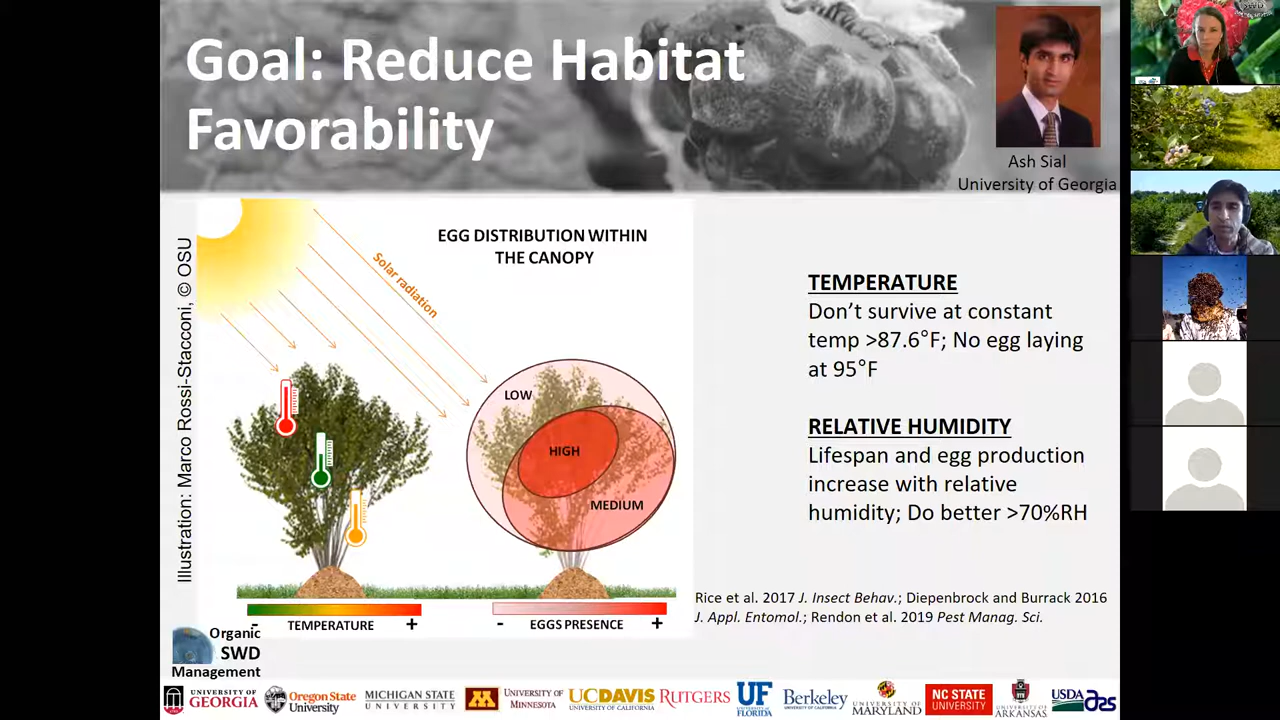 Goal: Reduce Habitat
Favorability
Ash Sial
University of Georgia
Illustration: Marco Rossi-Stacconi, © OSU
EGG DISTRIBUTION WITHIN
THE CANOPY
Solar radiation
LOW
HIGH
MEDIUM
- TEMPERATURE +
- EGGS PRESENCE +
TEMPERATURE
Don't survive at constant
temp >87.6°F; No egg laying
at 95°F
RELATIVE HUMIDITY
Lifespan and egg production
increase with relative
humidity; Do better >70%RH
Rice et al. 2017 J. Insect Behav.; Diepenbrock and Burrack 2016
J. Appl. Entomol.; Rendon et al. 2019 Pest Manag. Sci.
Organic
SWD
Management
UNIVERSITY OF
GEORGIA
Oregon State
University
MICHIGAN STATE
UNIVERSITY
M
UNIVERSITY OF
MINNESOTA
UCDAVIS
UNIVERSITY OF CALIFORNIA
RUTGERS
UF
UNIVERSITY of
FLORIDA
Berkeley
UNIVERSITY OF CALIFORNIA
UNIVERSITY OF
MARYLAND
NC STATE
UNIVERSITY
UNIVERSITY OF
ARKANSAS
USDA